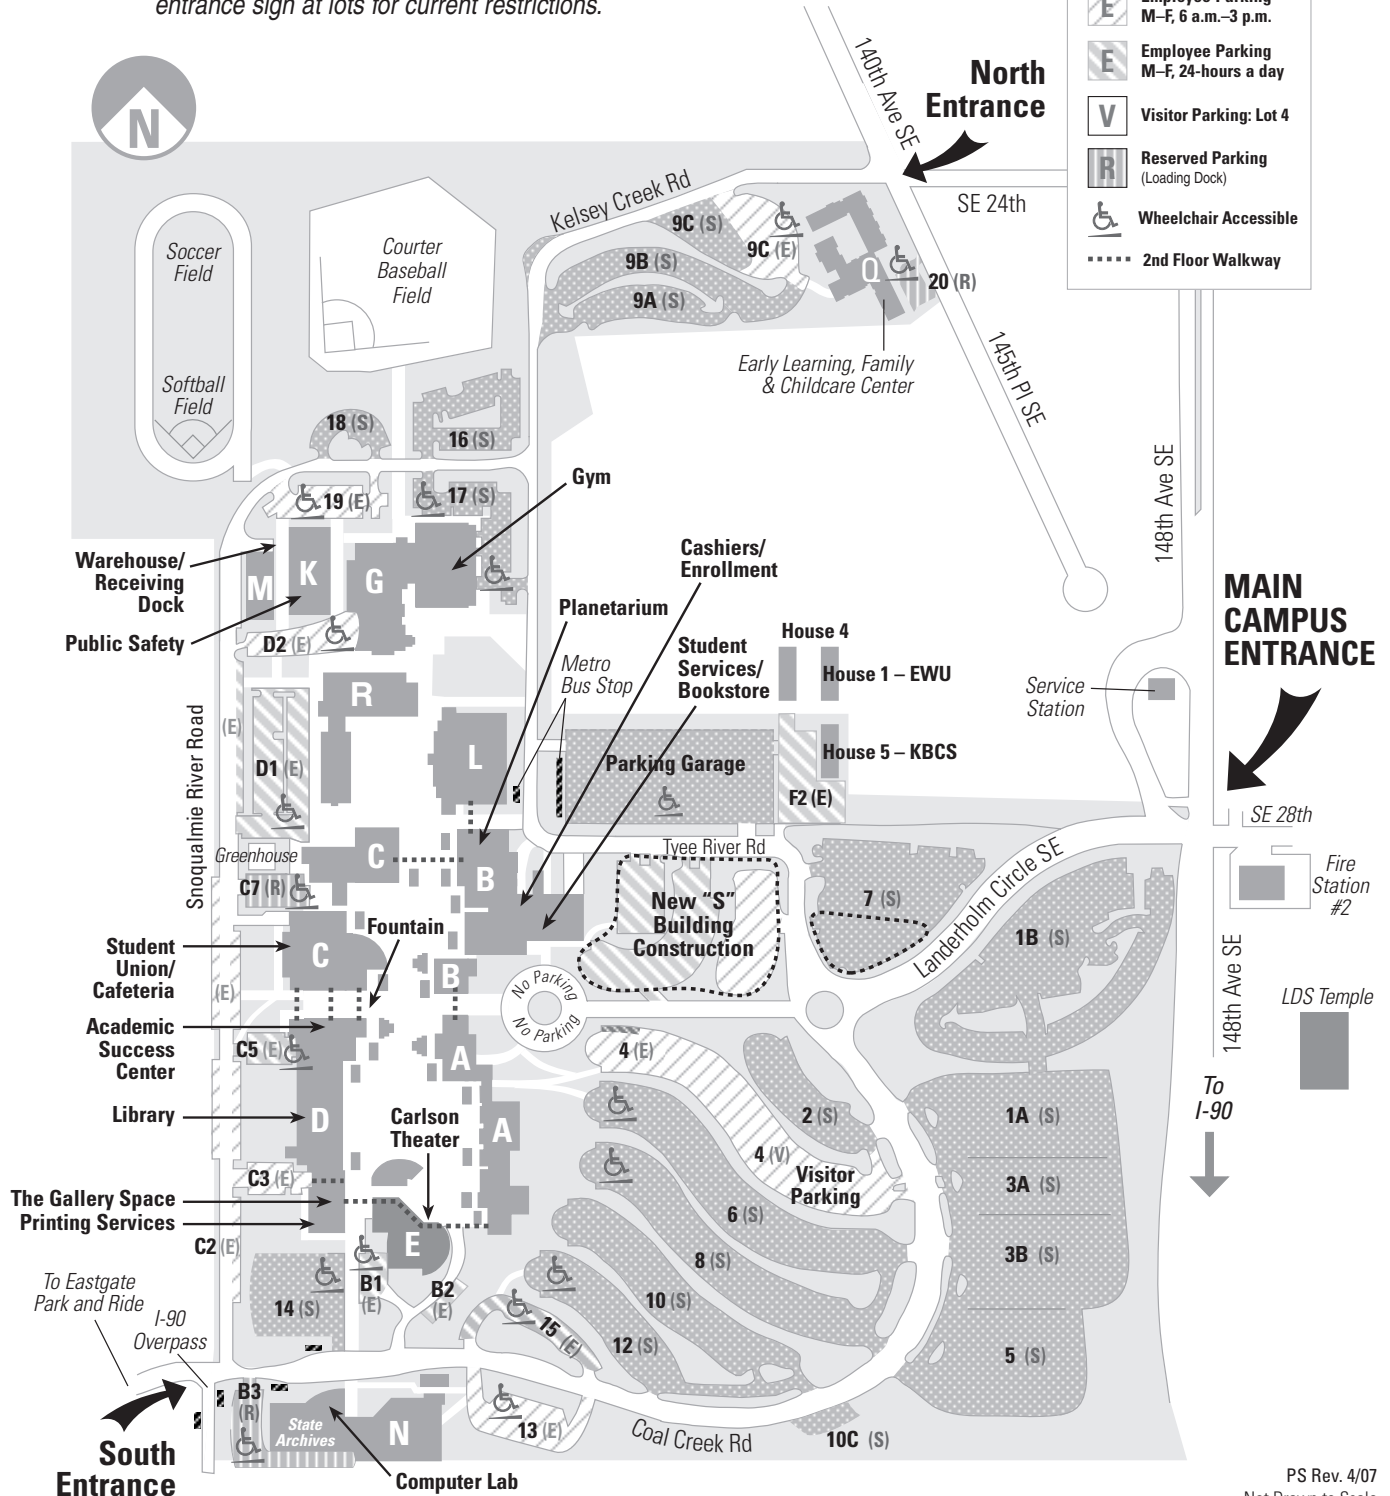 entrance sign at lots for current restrictions.
E
M–F, 6 a.m.–3 p.m.
E
Employee Parking
M–F, 24-hours a day
V
Visitor Parking: Lot 4
R
Reserved Parking
(Loading Dock)
Wheelchair Accessible
2nd Floor Walkway
N
140th Ave SE
North
Entrance
SE 24th
Kelsey Creek Rd
Soccer
Field
Courter
Baseball
Field
Softball
Field
9C (S)
9C (E)
9B (S)
9A (S)
Q
20 (R)
Early Learning, Family
& Childcare Center
145th Pl SE
148th Ave SE
18 (S)
16 (S)
19 (E)
17 (S)
Gym
Warehouse/
Receiving
Dock
M
K
G
Public Safety
D2 (E)
Cashiers/
Enrollment
Planetarium
Student
Services/
Bookstore
Metro
Bus Stop
House 4
House 1 – EWU
House 5 – KBCS
MAIN
CAMPUS
ENTRANCE
Service
Station
Snoqualmie River Road
(E)
R
D1 (E)
L
Parking Garage
F2 (E)
SE 28th
Fire
Station
#2
Greenhouse
C
C7 (R)
B
Tyee River Rd
New “S”
Building
Construction
7 (S)
Landerholm Circle SE
1B (S)
148th Ave SE
LDS Temple
Student
Union/
Cafeteria
C
Fountain
B
(E)
No Parking
No Parking
Academic
Success
Center
C5 (E)
A
4 (E)
To
I-90
Library
D
Carlson
Theater
A
2 (S)
4 (V)
Visitor
Parking
1A (S)
3A (S)
3B (S)
5 (S)
C3 (E)
The Gallery Space
Printing Services
C2 (E)
E
6 (S)
8 (S)
10 (S)
12 (S)
To Eastgate
Park and Ride
I-90
Overpass
14 (S)
B1
(E)
B2
(E)
15 (E)
B3
(R)
State
Archives
N
13 (E)
Coal Creek Rd
10C (S)
South
Entrance
Computer Lab
PS Rev. 4/07